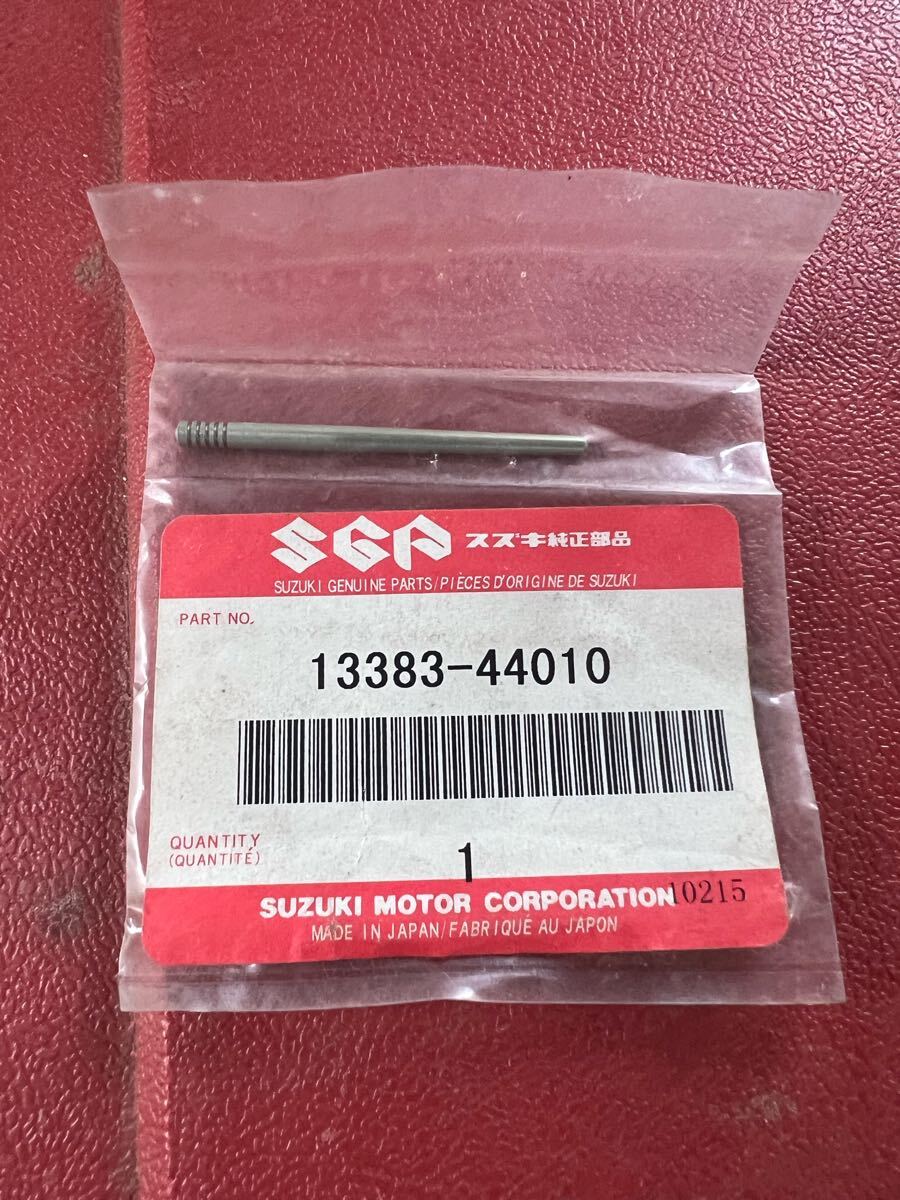 SGP スズキ純正部品
SUZUKI GENUINE PARTS/PIÈCES D'ORIGINE DE SUZUKI
PART NO.
13383-44010
QUANTITY
(QUANTITÉ)
1
SUZUKI MOTOR CORPORATION 10215
MADE IN JAPAN/FABRIQUÉ AU JAPON